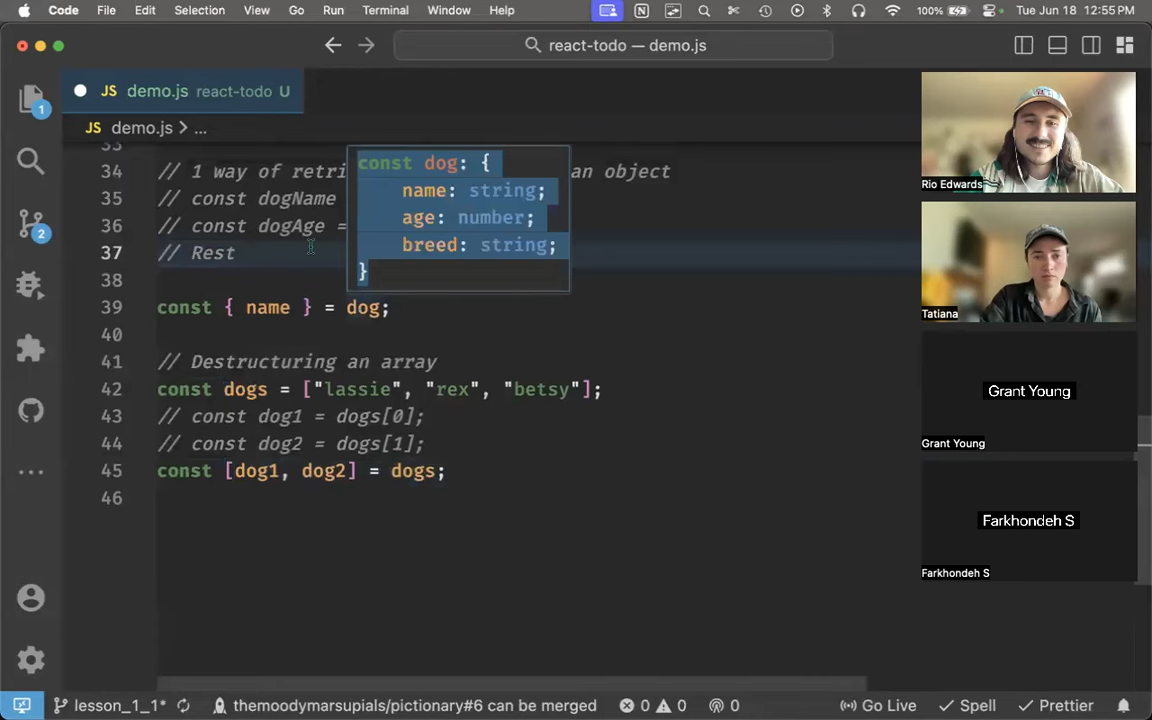 Code File Edit Selection View Go Run Terminal Window Help 100% Tue Jun 18 12:55 PM
react-todo — demo.js
1
JS demo.js react-todo U
JS demo.js > ...
33
34 // 1 way of retri an object
35 // const dogName
36 // const dogAge =
37 // Rest
const dog: {
name: string;
age: number;
breed: string;
}
38
39 const { name } = dog;
40
41 // Destructuring an array
42 const dogs = ["lassie", "rex", "betsy"];
43 // const dog1 = dogs[0];
44 // const dog2 = dogs[1];
45 const [dog1, dog2] = dogs;
46
2
Rio Edwards
Tatiana
Grant Young
Grant Young
Farkhondeh S
Farkhondeh S
lesson_1_1* themoodymarsupials/pictionary#6 can be merged 0 0 0 Go Live Spell Prettier